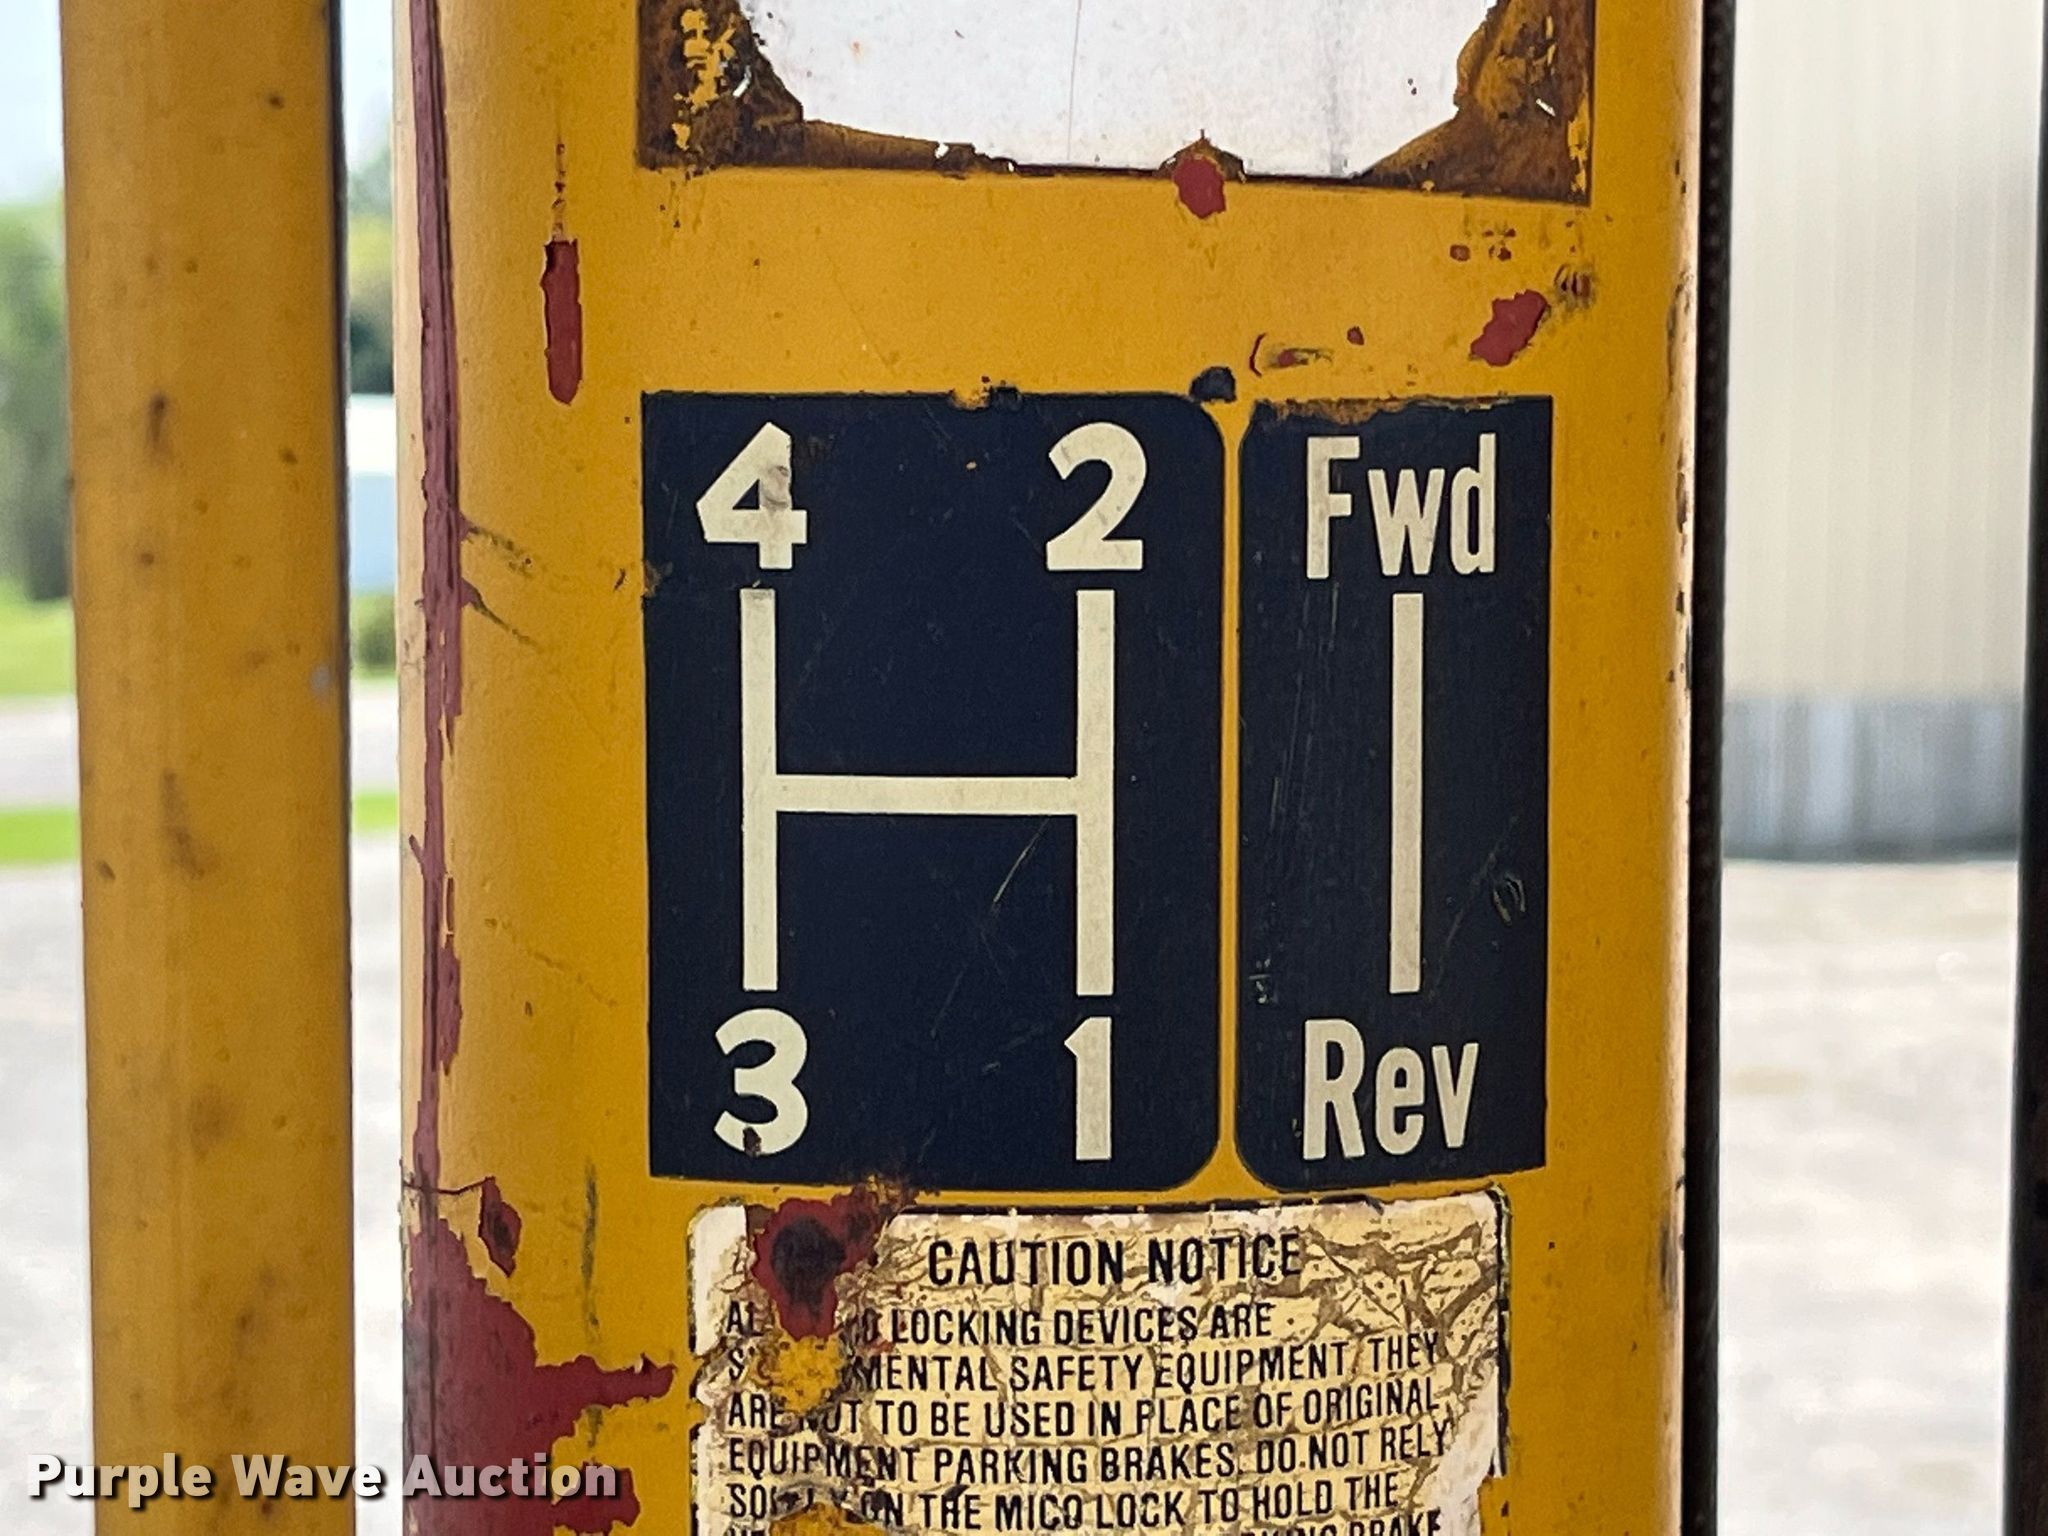 4 2 Fwd
3 1 Rev
CAUTION NOTICE
LOCKING DEVICES ARE
SAFETY EQUIPMENT. THEY
ARE NOT TO BE USED IN PLACE OF ORIGINAL
EQUIPMENT PARKING BRAKES. DO NOT RELY
ON THE MICO LOCK TO HOLD THE
BRAKE
Purple Wave Auction